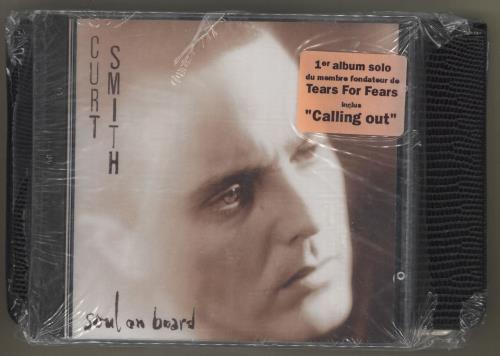 CURT
SMITH
1er album solo
du membre fondateur de
Tears For Fears
inclus
"Calling out"
soul on board